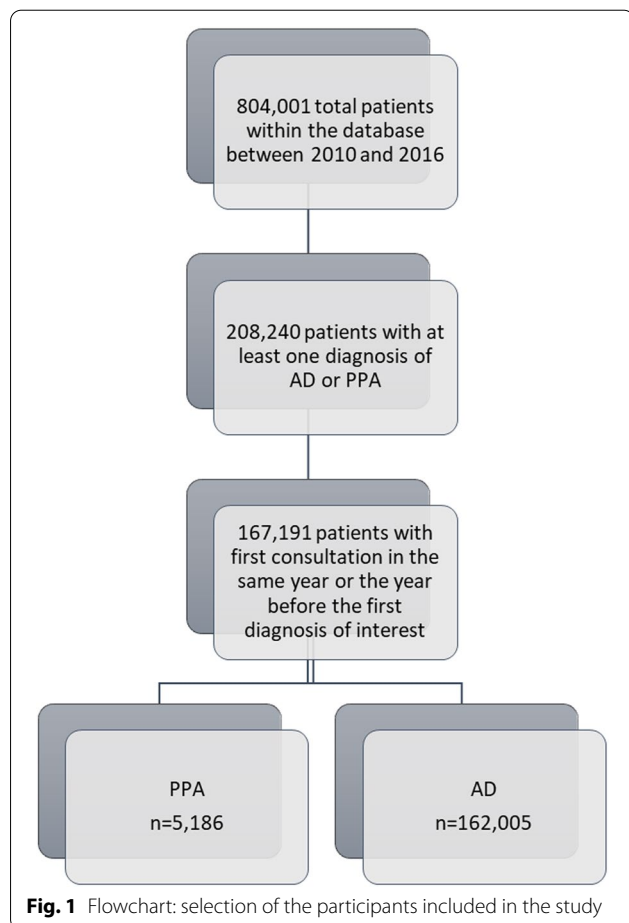 804,001 total patients
within the database
between 2010 and 2016
208,240 patients with at
least one diagnosis of
AD or PPA
167,191 patients with
first consultation in the
same year or the year
before the first
diagnosis of interest
PPA
n=5,186
AD
n=162,005
Fig. 1 Flowchart: selection of the participants included in the study